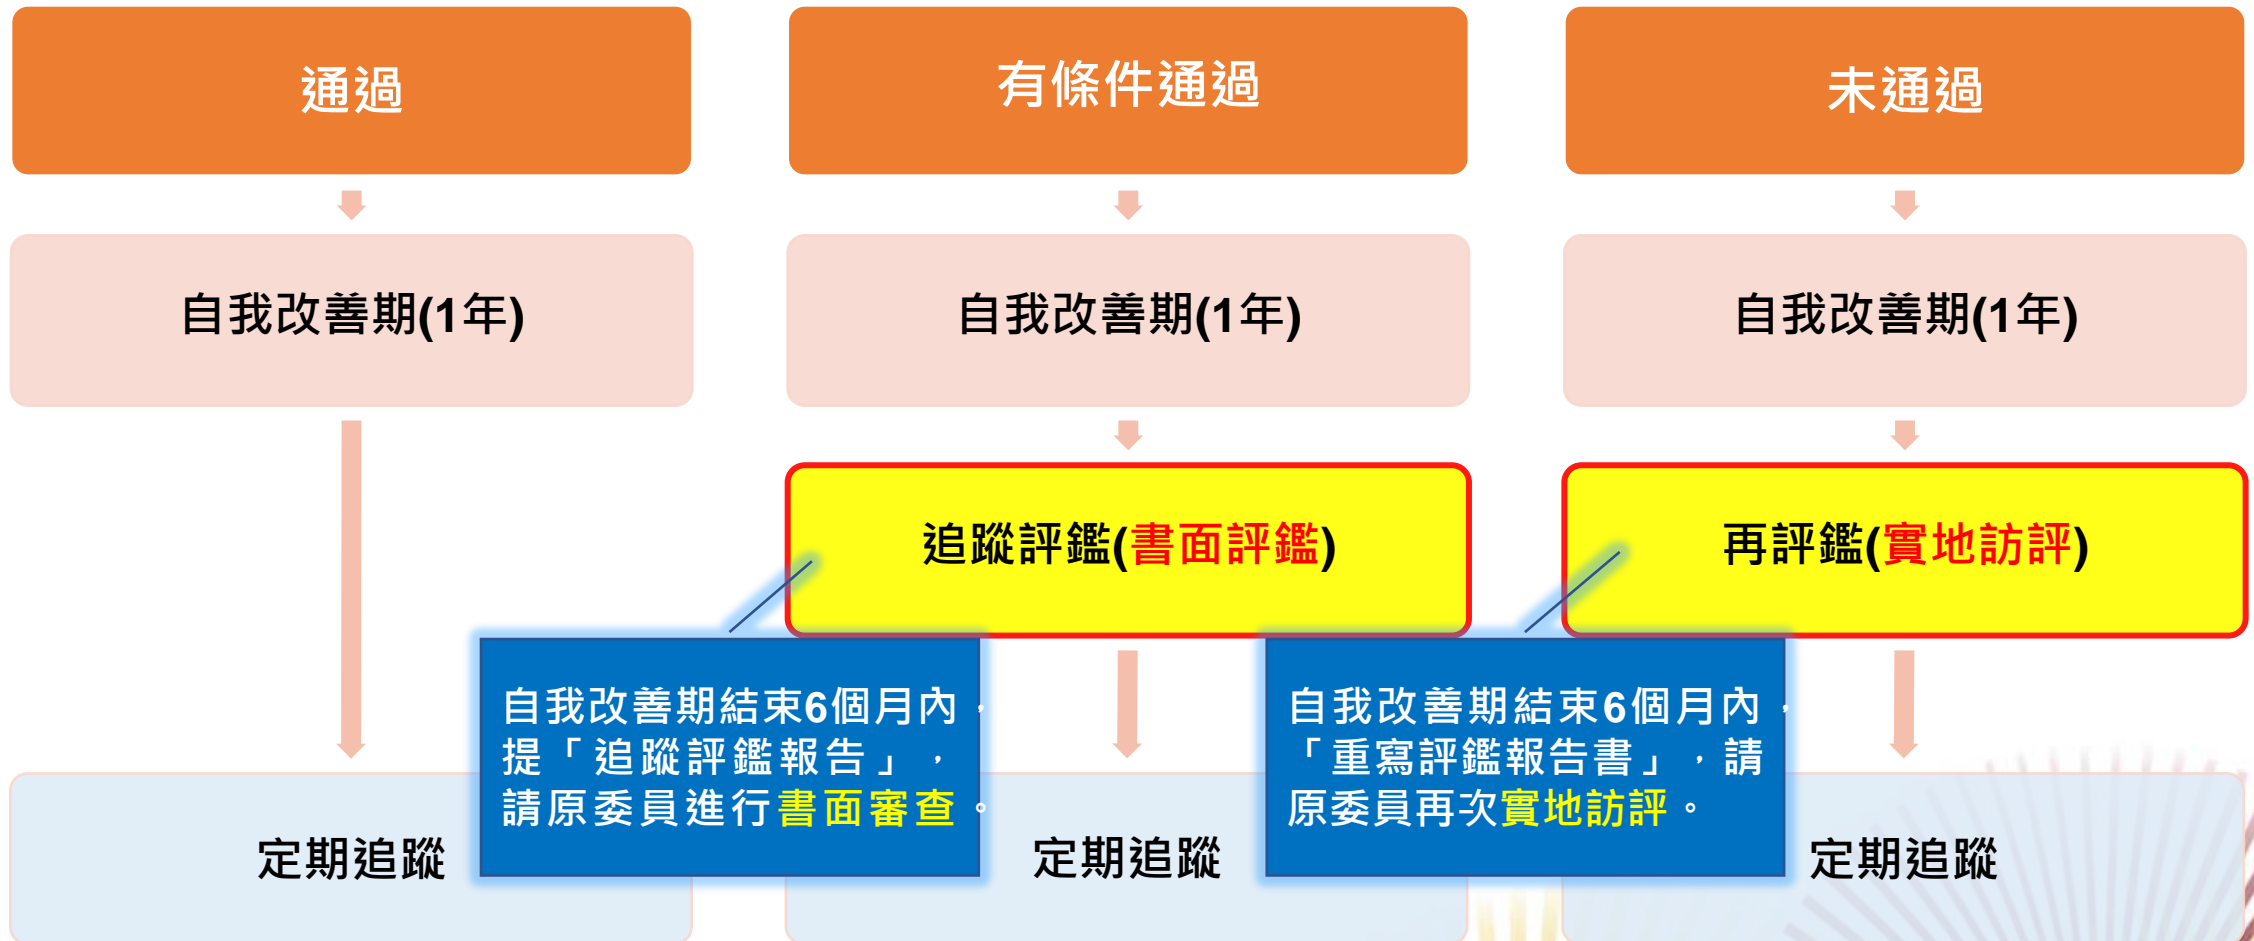 通過
有條件通過
未通過
自我改善期(1年)
自我改善期(1年)
自我改善期(1年)
追蹤評鑑(書面評鑑)
再評鑑(實地訪評)
自我改善期結束6個月內，
提「追蹤評鑑報告」，
請原委員進行書面審查。
自我改善期結束6個月內，
「重寫評鑑報告書」，請
原委員再次實地訪評。
定期追蹤
定期追蹤
定期追蹤